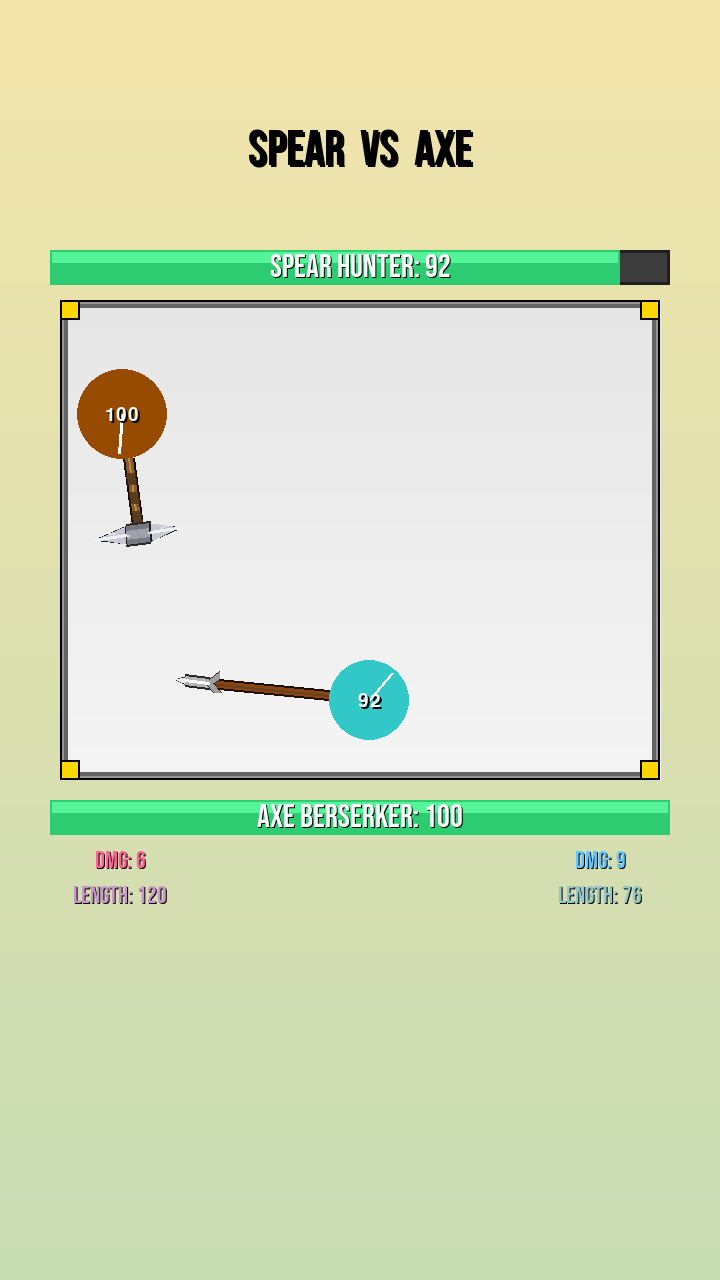 SPEAR VS AXE
SPEAR HUNTER: 92
100
92
AXE BERSERKER: 100
DMG: 6
DMG: 9
LENGTH: 120
LENGTH: 76